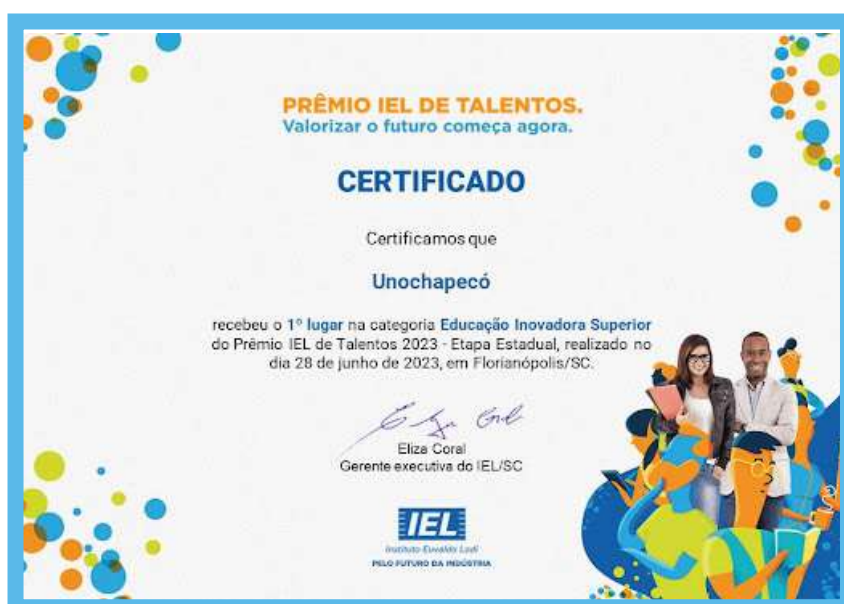 PRÊMIO IEL DE TALENTOS.
Valorizar o futuro começa agora.
CERTIFICADO
Certificamos que
Unochapecó
recebeu o 1º lugar na categoria Educação Inovadora Superior
do Prêmio IEL de Talentos 2023 - Etapa Estadual, realizado no
dia 28 de junho de 2023, em Florianópolis/SC.
Eliza Coral
Gerente executiva do IEL/SC
IEL
Instituto Euvaldo Lodi
PELO FUTURO DA INDÚSTRIA